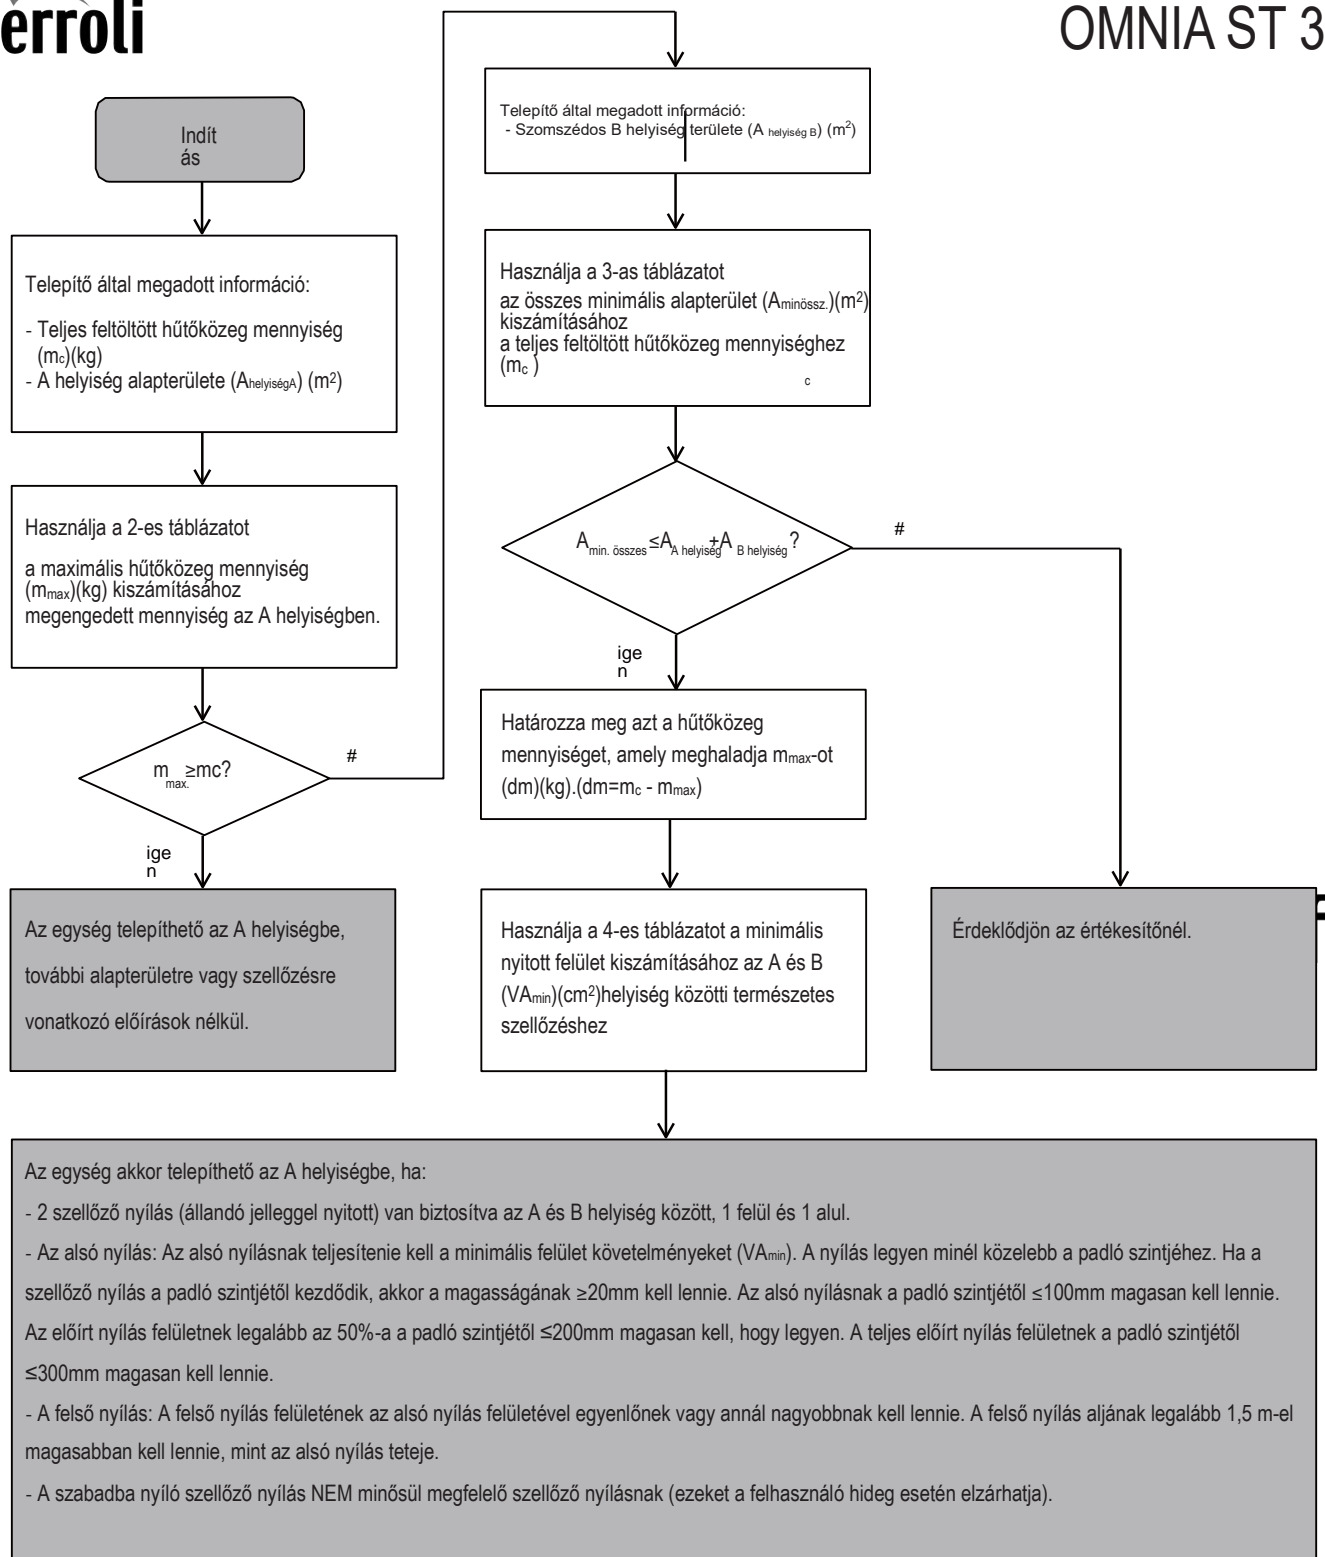 erroli
OMNIA ST 3
Indít
ás
Telepítő által megadott információ:
- Teljes feltöltött hűtőközeg mennyiség
(mc)(kg)
- A helyiség alapterülete (AhelyiségA) (m²)
Használja a 2-es táblázatot
a maximális hűtőközeg mennyiség
(mmax)(kg) kiszámításához
megengedett mennyiség az A helyiségben.
m max. ≥mc?
#
ige
n
Az egység telepíthető az A helyiségbe,
további alapterületre vagy szellőzésre
vonatkozó előírások nélkül.
Telepítő által megadott információ:
- Szomszédos B helyiség területe (A helyiség B) (m²)
Használja a 3-as táblázatot
az összes minimális alapterület (Aminössz.)(m²)
kiszámításához
a teljes feltöltött hűtőközeg mennyiséghez
(mc )
c
A min. összes ≤A A helyiség +A B helyiség ?
#
ige
n
Határozza meg azt a hűtőközeg
mennyiséget, amely meghaladja mmax-ot
(dm)(kg).(dm=mc - mmax)
Használja a 4-es táblázatot a minimális
nyitott felület kiszámításához az A és B
(VAmin)(cm²)helyiség közötti természetes
szellőzéshez
Érdeklődjön az értékesítőnél.
Az egység akkor telepíthető az A helyiségbe, ha:
- 2 szellőző nyílás (állandó jelleggel nyitott) van biztosítva az A és B helyiség között, 1 felül és 1 alul.
- Az alsó nyílás: Az alsó nyílásnak teljesítenie kell a minimális felület követelményeket (VAmin). A nyílás legyen minél közelebb a padló szintjéhez. Ha a
szellőző nyílás a padló szintjétől kezdődik, akkor a magasságának ≥20mm kell lennie. Az alsó nyílásnak a padló szintjétől ≤100mm magasan kell lennie.
Az előírt nyílás felületnek legalább az 50%-a a padló szintjétől ≤200mm magasan kell, hogy legyen. A teljes előírt nyílás felületnek a padló szintjétől
≤300mm magasan kell lennie.
- A felső nyílás: A felső nyílás felületének az alsó nyílás felületével egyenlőnek vagy annál nagyobbnak kell lennie. A felső nyílás aljának legalább 1,5 m-el
magasabban kell lennie, mint az alsó nyílás teteje.
- A szabadba nyíló szellőző nyílás NEM minősül megfelelő szellőző nyílásnak (ezeket a felhasználó hideg esetén elzárhatja).